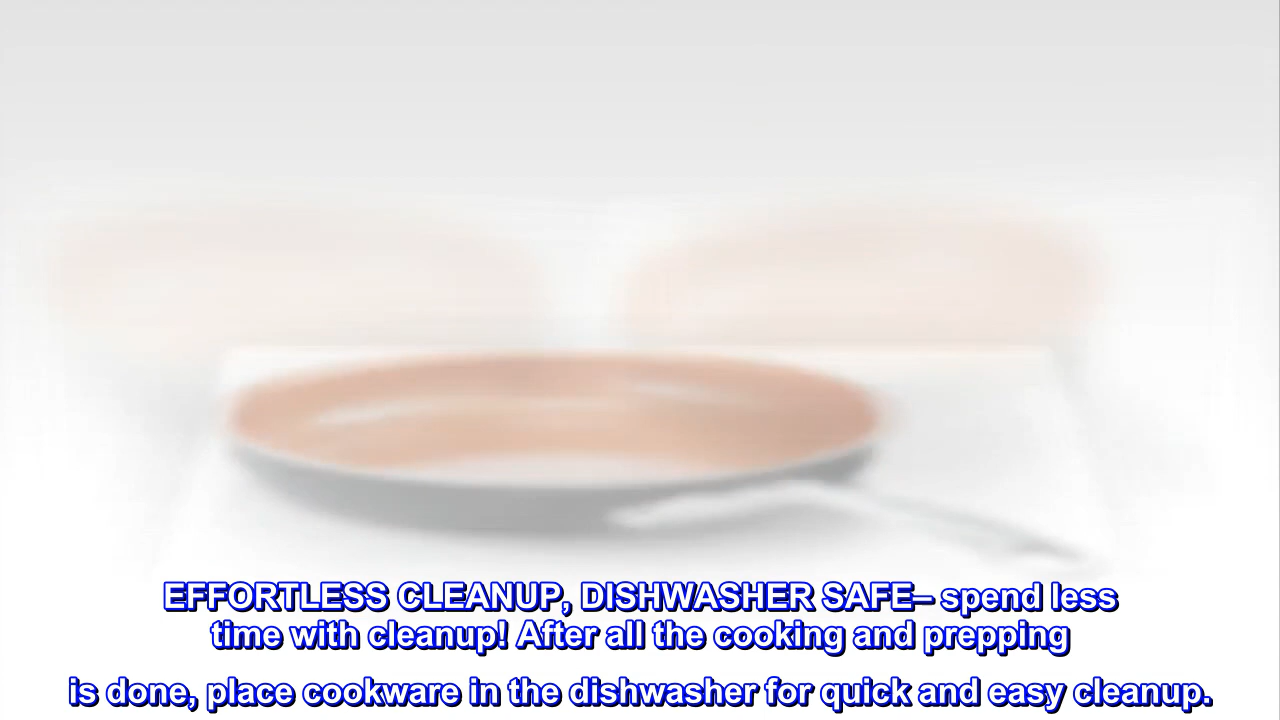 EFFORTLESS CLEANUP, DISHWASHER SAFE– spend less
time with cleanup! After all the cooking and prepping
is done, place cookware in the dishwasher for quick and easy cleanup.